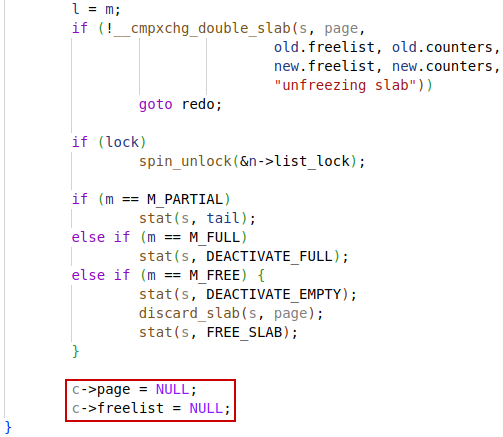 l = m;
if (!__cmpxchg_double_slab(s, page,
old.freelist, old.counters,
new.freelist, new.counters,
"unfreezing slab"))
goto redo;
if (lock)
spin_unlock(&n->list_lock);
if (m == M_PARTIAL)
stat(s, tail);
else if (m == M_FULL)
stat(s, DEACTIVATE_FULL);
else if (m == M_FREE) {
stat(s, DEACTIVATE_EMPTY);
discard_slab(s, page);
stat(s, FREE_SLAB);
}
c->page = NULL;
c->freelist = NULL;
}